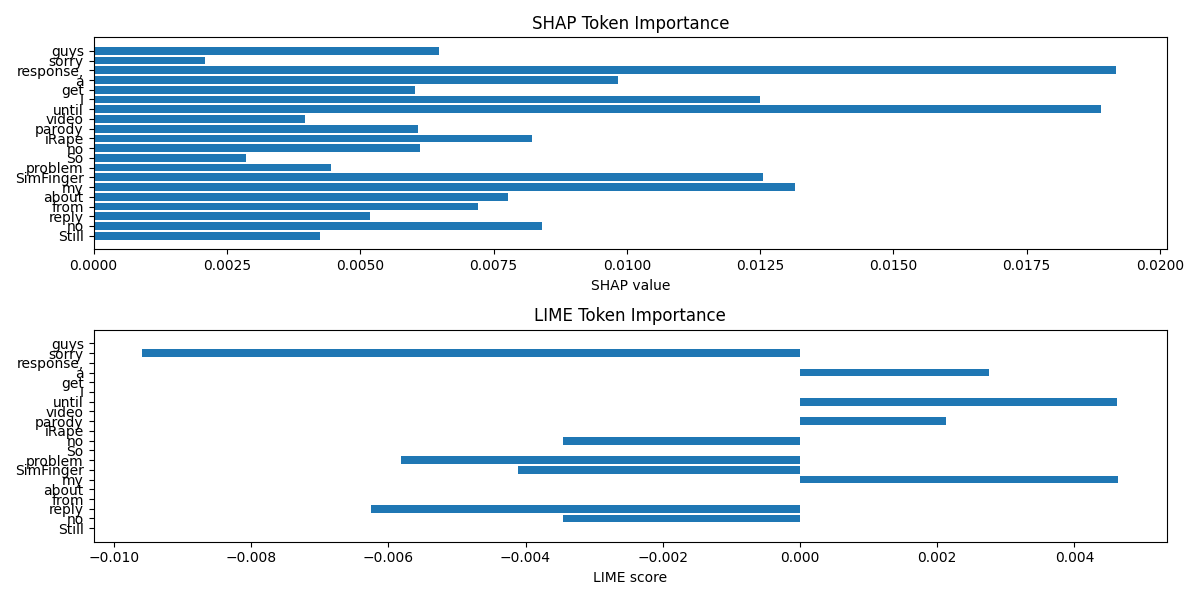 SHAP Token Importance
guys
sorry
response,
a
get
I
until
video
parody
iRape
no
So
problem
SimFinger
my
about
from
reply
no
Still
0.0000 0.0025 0.0050 0.0075 0.0100 0.0125 0.0150 0.0175 0.0200
SHAP value
LIME Token Importance
guys
sorry
response,
a
get
I
until
video
parody
iRape
no
So
problem
SimFinger
my
about
from
reply
no
Still
−0.010 −0.008 −0.006 −0.004 −0.002 0.000 0.002 0.004
LIME score